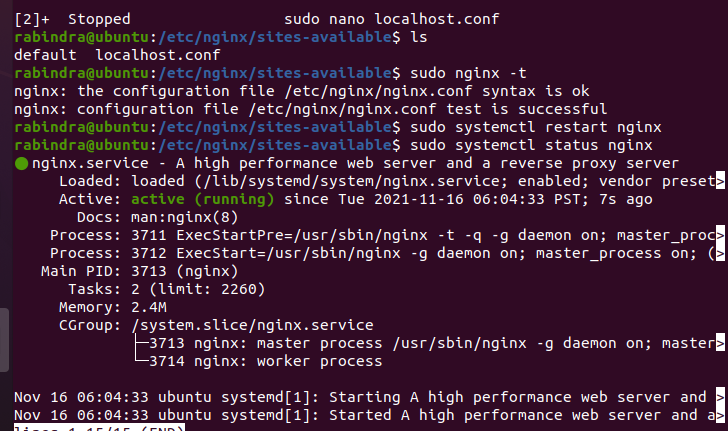 [2]+  Stopped                 sudo nano localhost.conf
rabindra@ubuntu:/etc/nginx/sites-available$ ls
default  localhost.conf
rabindra@ubuntu:/etc/nginx/sites-available$ sudo nginx -t
nginx: the configuration file /etc/nginx/nginx.conf syntax is ok
nginx: configuration file /etc/nginx/nginx.conf test is successful
rabindra@ubuntu:/etc/nginx/sites-available$ sudo systemctl restart nginx
rabindra@ubuntu:/etc/nginx/sites-available$ sudo systemctl status nginx
● nginx.service - A high performance web server and a reverse proxy server
     Loaded: loaded (/lib/systemd/system/nginx.service; enabled; vendor preset>
     Active: active (running) since Tue 2021-11-16 06:04:33 PST; 7s ago
       Docs: man:nginx(8)
    Process: 3711 ExecStartPre=/usr/sbin/nginx -t -q -g daemon on; master_proc>
    Process: 3712 ExecStart=/usr/sbin/nginx -g daemon on; master_process on; (>
   Main PID: 3713 (nginx)
      Tasks: 2 (limit: 2260)
     Memory: 2.4M
     CGroup: /system.slice/nginx.service
             ├─3713 nginx: master process /usr/sbin/nginx -g daemon on; master>
             └─3714 nginx: worker process
Nov 16 06:04:33 ubuntu systemd[1]: Starting A high performance web server and >
Nov 16 06:04:33 ubuntu systemd[1]: Started A high performance web server and a>
lines 1-15/15 (END)